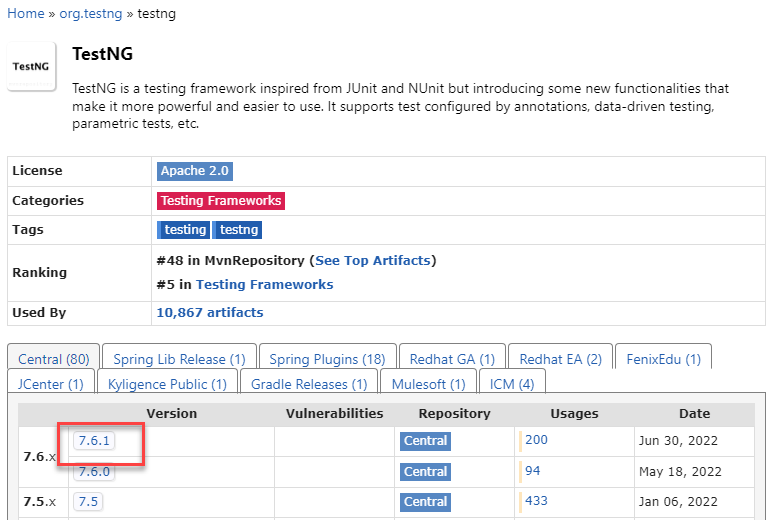 Home » org.testng » testng
TestNG
TestNG
TestNG is a testing framework inspired from JUnit and NUnit but introducing some new functionalities that
make it more powerful and easier to use. It supports test configured by annotations, data-driven testing,
parametric tests, etc.
License Apache 2.0
Categories Testing Frameworks
Tags testing testng
Ranking #48 in MvnRepository (See Top Artifacts)
#5 in Testing Frameworks
Used By 10,867 artifacts
Central (80) Spring Lib Release (1) Spring Plugins (18) Redhat GA (1) Redhat EA (2) FenixEdu (1)
JCenter (1) Kyligence Public (1) Gradle Releases (1) Mulesoft (1) ICM (4)
Version Vulnerabilities Repository Usages Date
7.6.x 7.6.1 Central 200 Jun 30, 2022
7.6.0 Central 94 May 18, 2022
7.5.x 7.5 Central 433 Jan 06, 2022